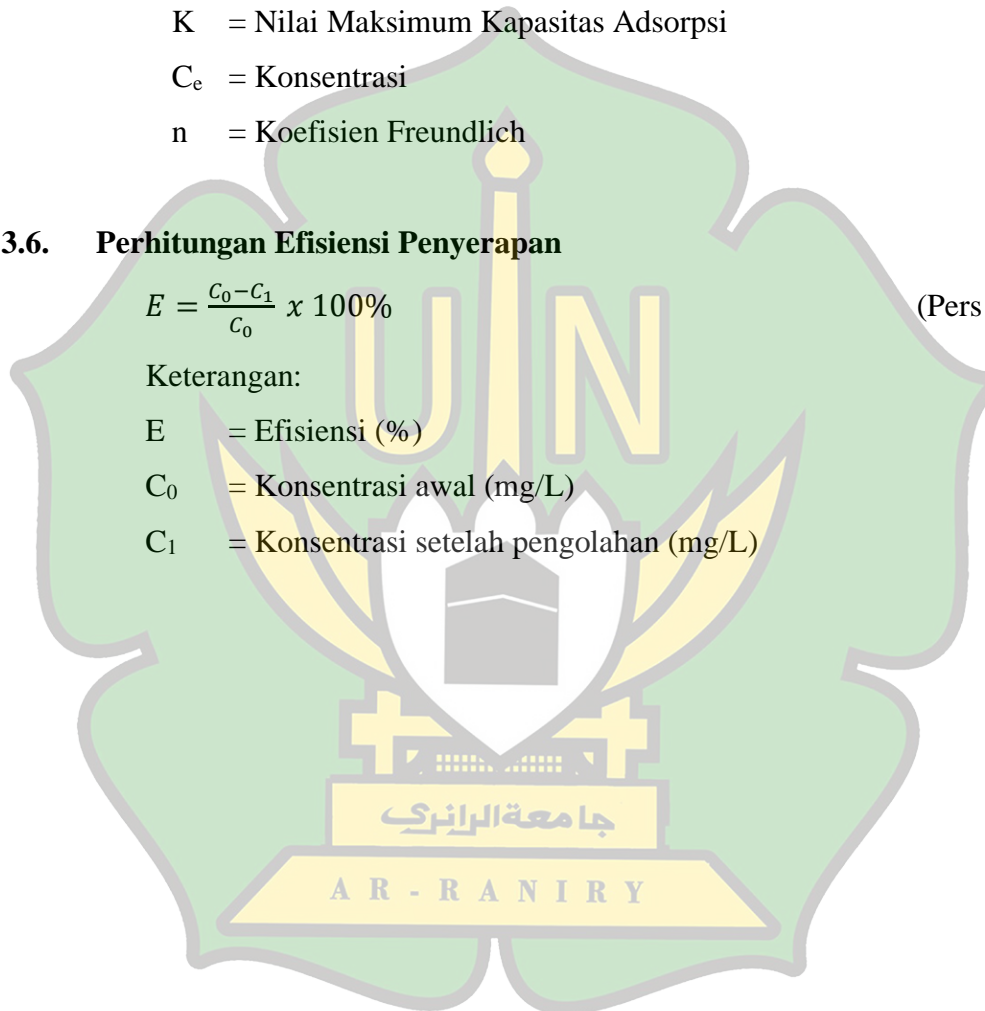 K = Nilai Maksimum Kapasitas Adsorpsi
Cₑ = Konsentrasi
n = Koefisien Freundlich
3.6. Perhitungan Efisiensi Penyerapan
E = (C₀−C₁)/C₀ x 100% (Pers
Keterangan:
E = Efisiensi (%)
C₀ = Konsentrasi awal (mg/L)
C₁ = Konsentrasi setelah pengolahan (mg/L)
UIN
جامعة الرانري
AR-RANIRY